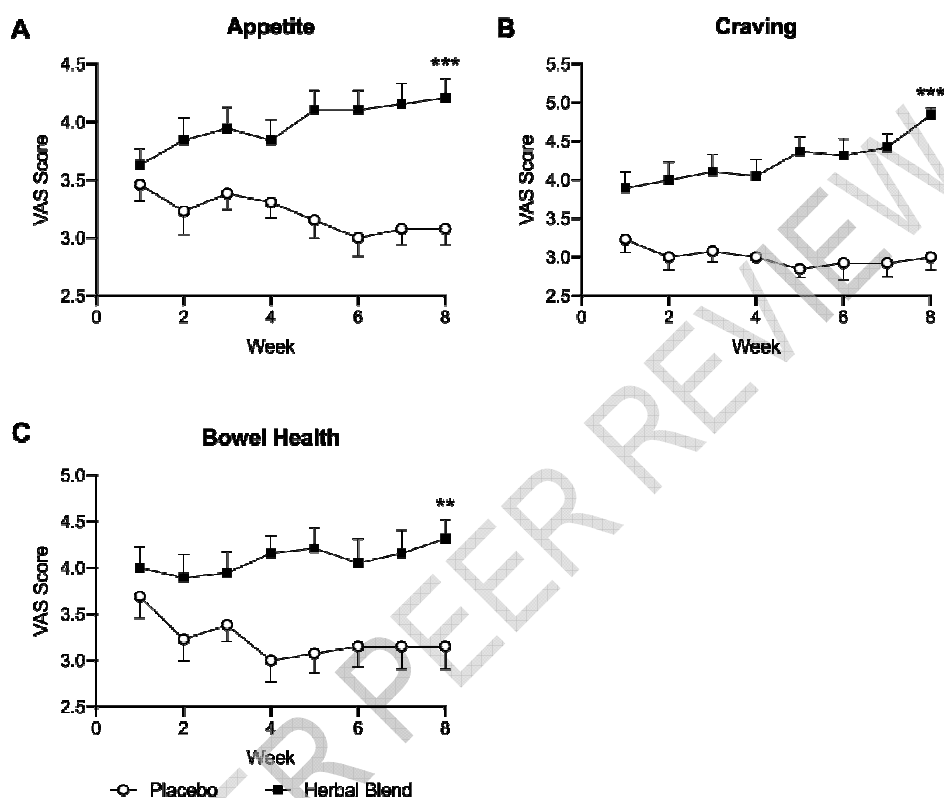 A
Appetite
4.5
4.0
3.5
3.0
2.5
VAS Score
***
0 2 4 6 8
Week
B
Craving
5.5
5.0
4.5
4.0
3.5
3.0
2.5
VAS Score
***
0 2 4 6 8
Week
C
Bowel Health
5.0
4.5
4.0
3.5
3.0
2.5
VAS Score
**
0 2 4 6 8
Week
Placebo Herbal Blend
ER PEER REVIEW